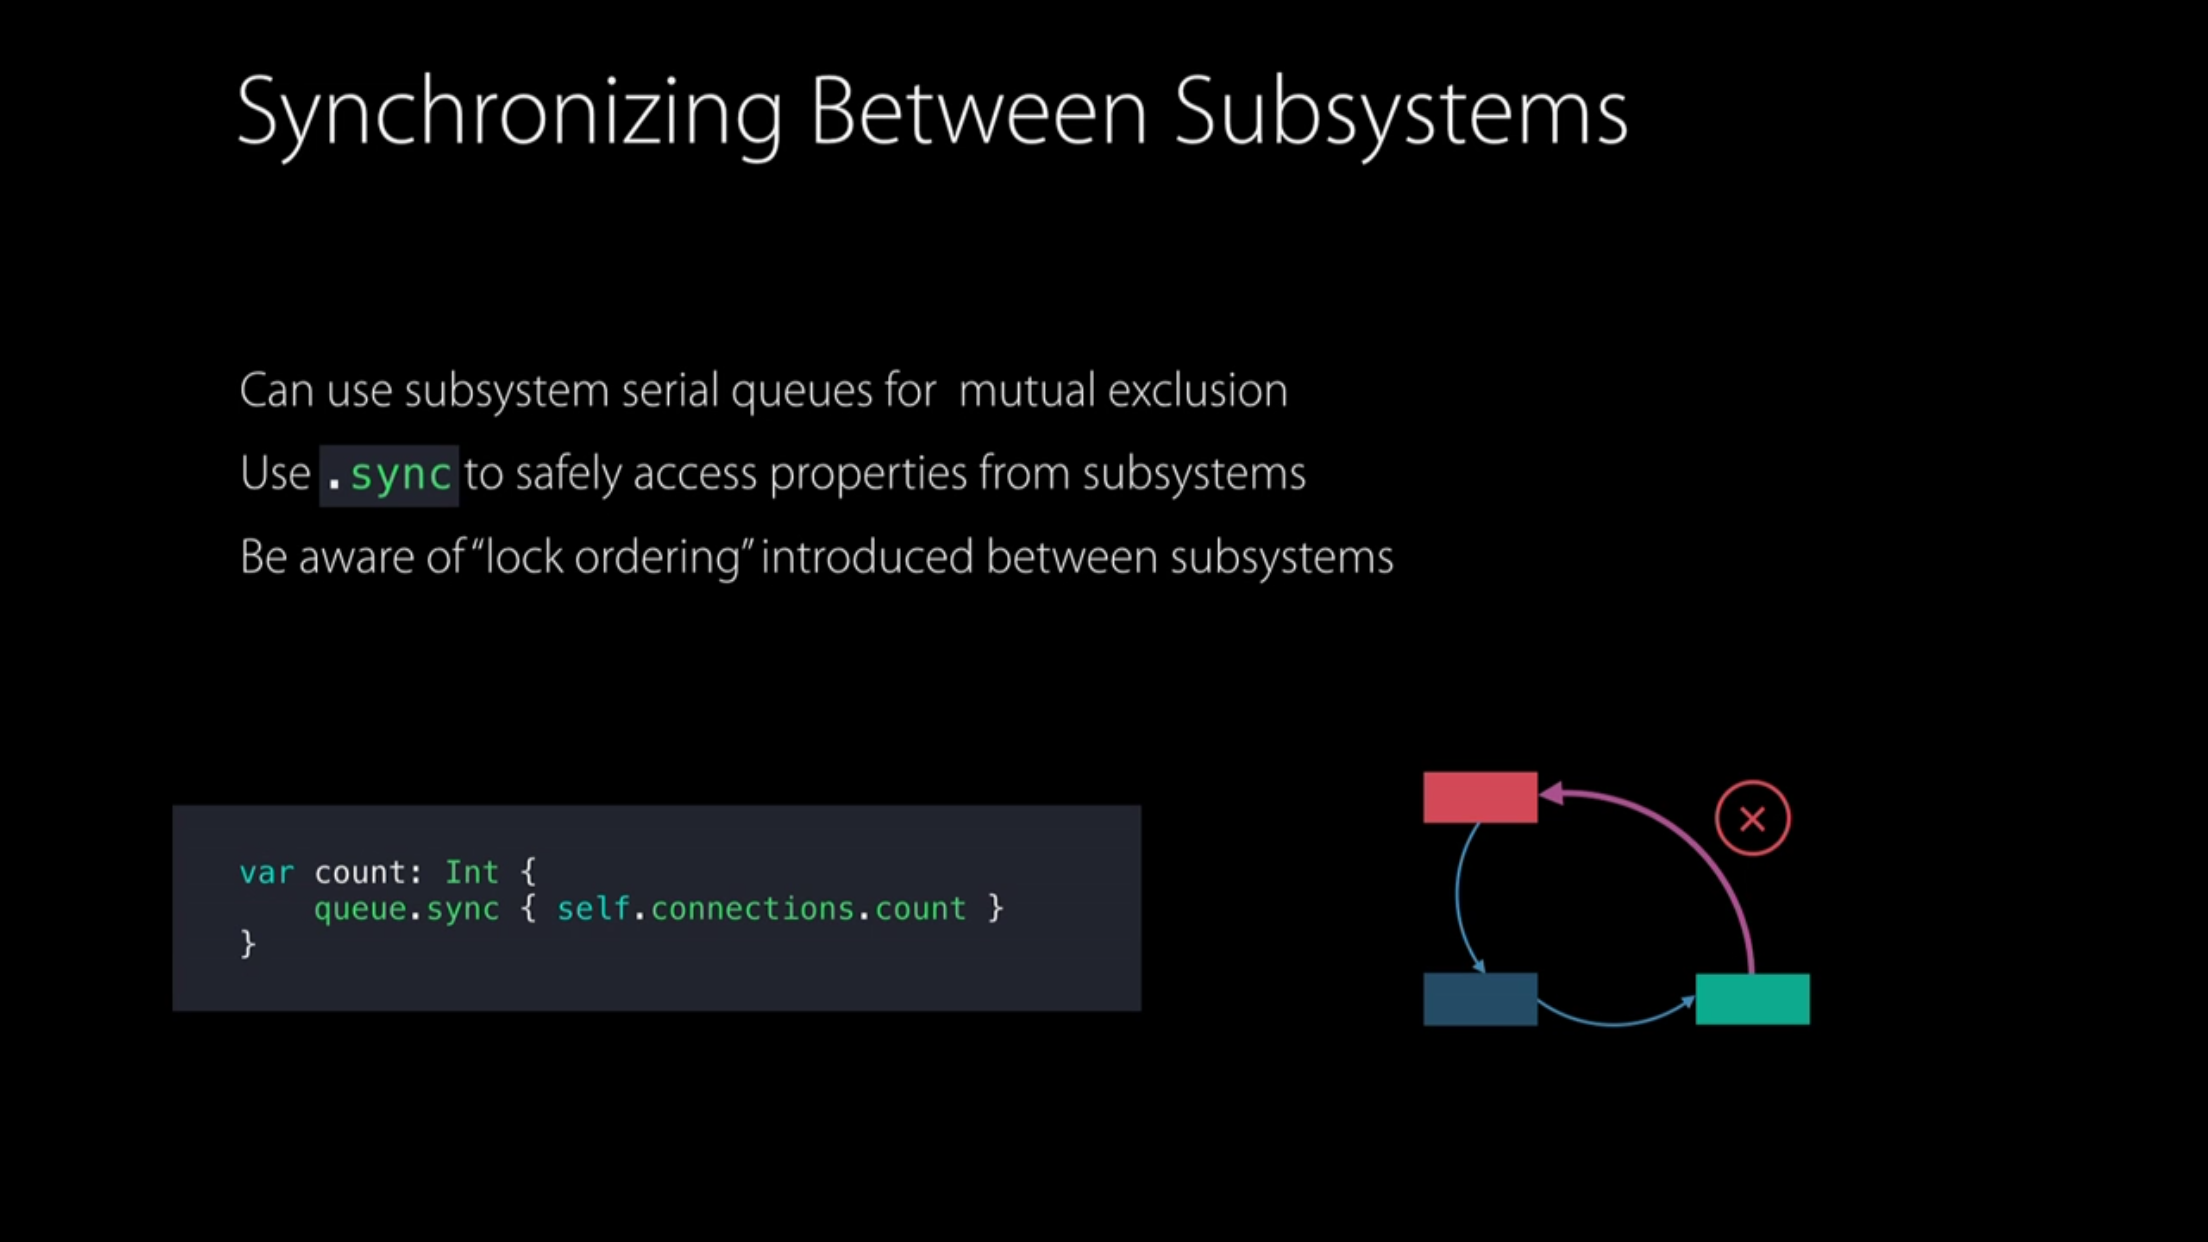 Synchronizing Between Subsystems
Can use subsystem serial queues for  mutual exclusion
Use .sync to safely access properties from subsystems
Be aware of “lock ordering” introduced between subsystems
var count: Int {
    queue.sync { self.connections.count }
}